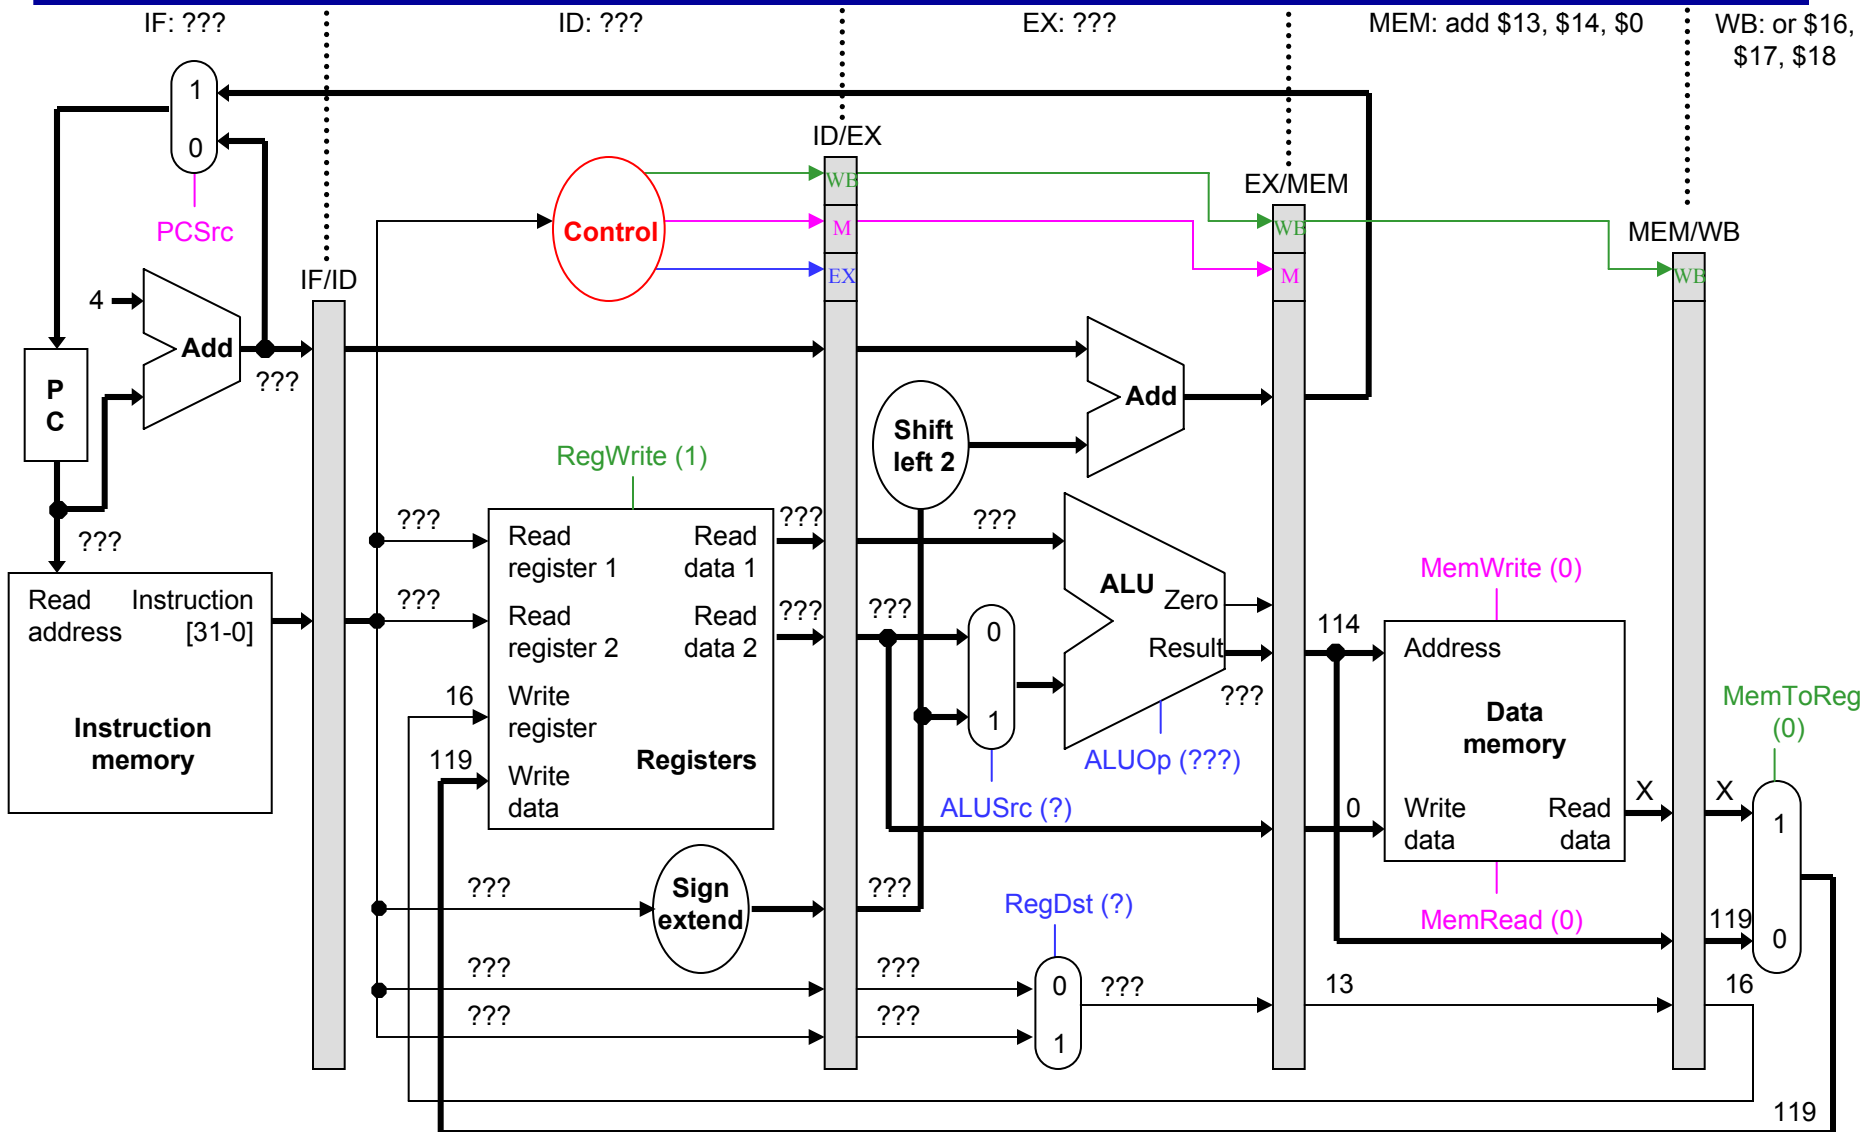 IF: ???
ID: ???
EX: ???
MEM: add $13, $14, $0
WB: or $16,
$17, $18
1
0
PCSrc
ID/EX
WB
M
EX
Control
EX/MEM
WB
M
MEM/WB
WB
IF/ID
4
Add
???
P
C
???
Add
Shift
left 2
RegWrite (1)
???
???
16
119
Read
register 1
Read
data 1
Read
register 2
Read
data 2
Write
register
Write
data
Registers
???
???
???
???
0
1
ALU
Zero
Result
???
ALUOp (???)
ALUSrc (?)
Read
address
Instruction
[31-0]
Instruction
memory
MemWrite (0)
114
Address
Data
memory
0
Write
data
Read
data
X
X
MemToReg
(0)
1
0
119
MemRead (0)
???
Sign
extend
???
RegDst (?)
???
???
???
???
0
1
???
13
16
119